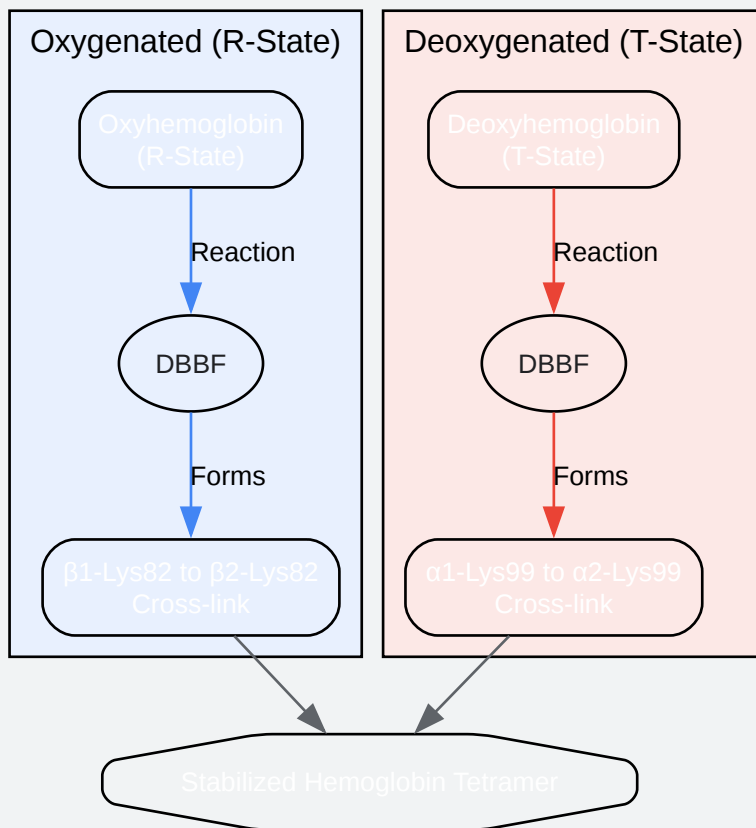 Oxygenated (R-State)
Oxyhemoglobin
(R-State)
Reaction
DBBF
Forms
β1-Lys82 to β2-Lys82
Cross-link
Deoxygenated (T-State)
Deoxyhemoglobin
(T-State)
Reaction
DBBF
Forms
α1-Lys99 to α2-Lys99
Cross-link
Stabilized Hemoglobin Tetramer